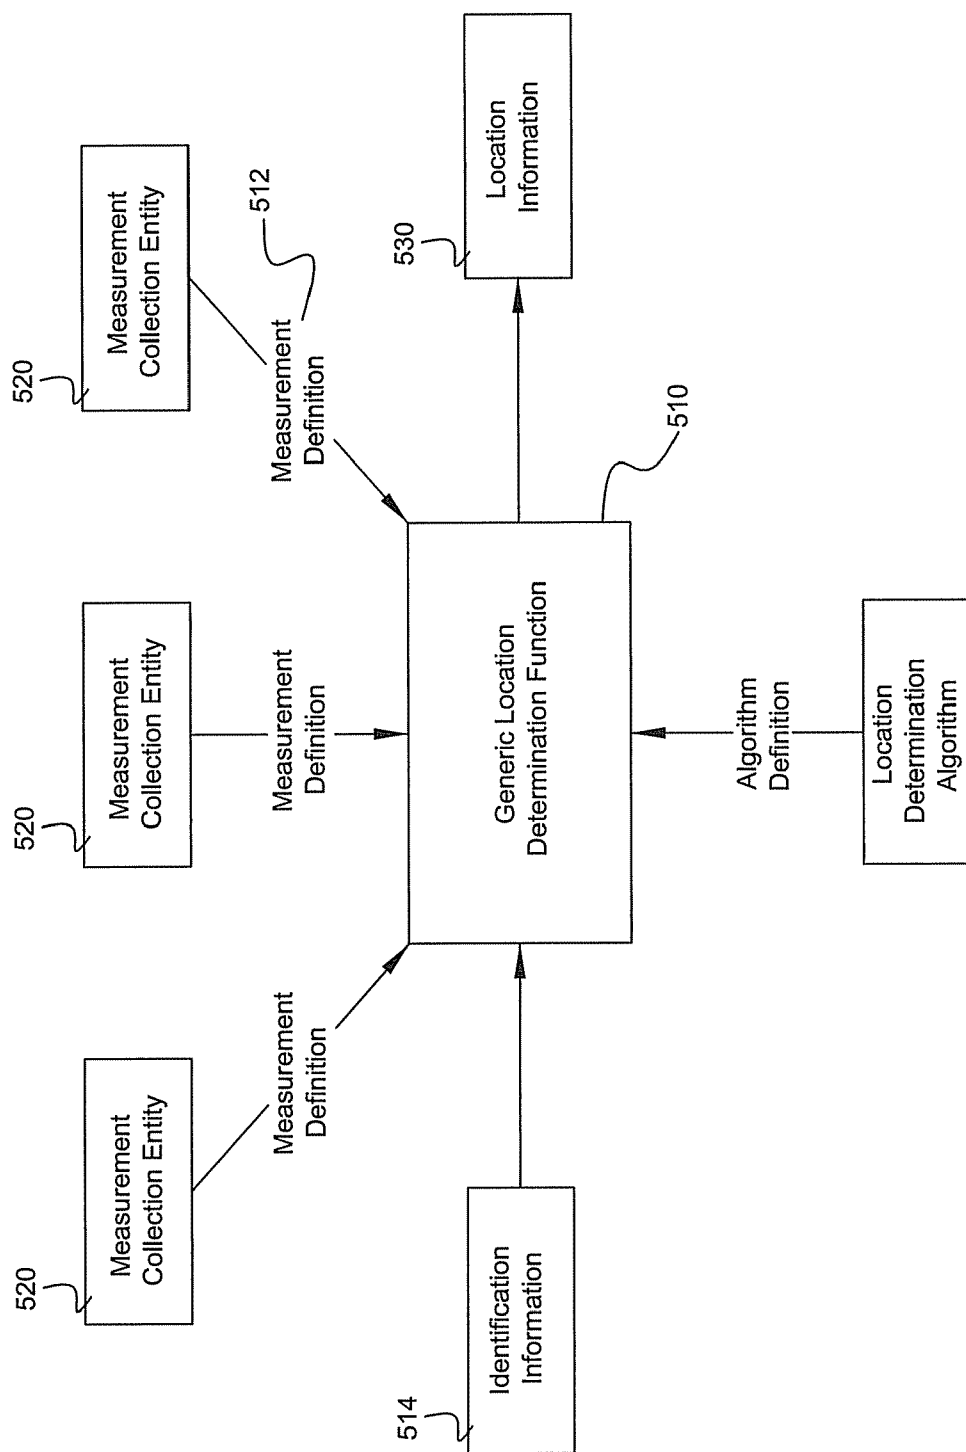 520
Measurement
Collection Entity
520
Measurement
Collection Entity
520
Measurement
Collection Entity
Measurement
Definition
Measurement
Definition
Measurement
Definition
512
514
Identification
Information
Generic Location
Determination Function
510
530
Location
Information
Algorithm
Definition
Location
Determination
Algorithm